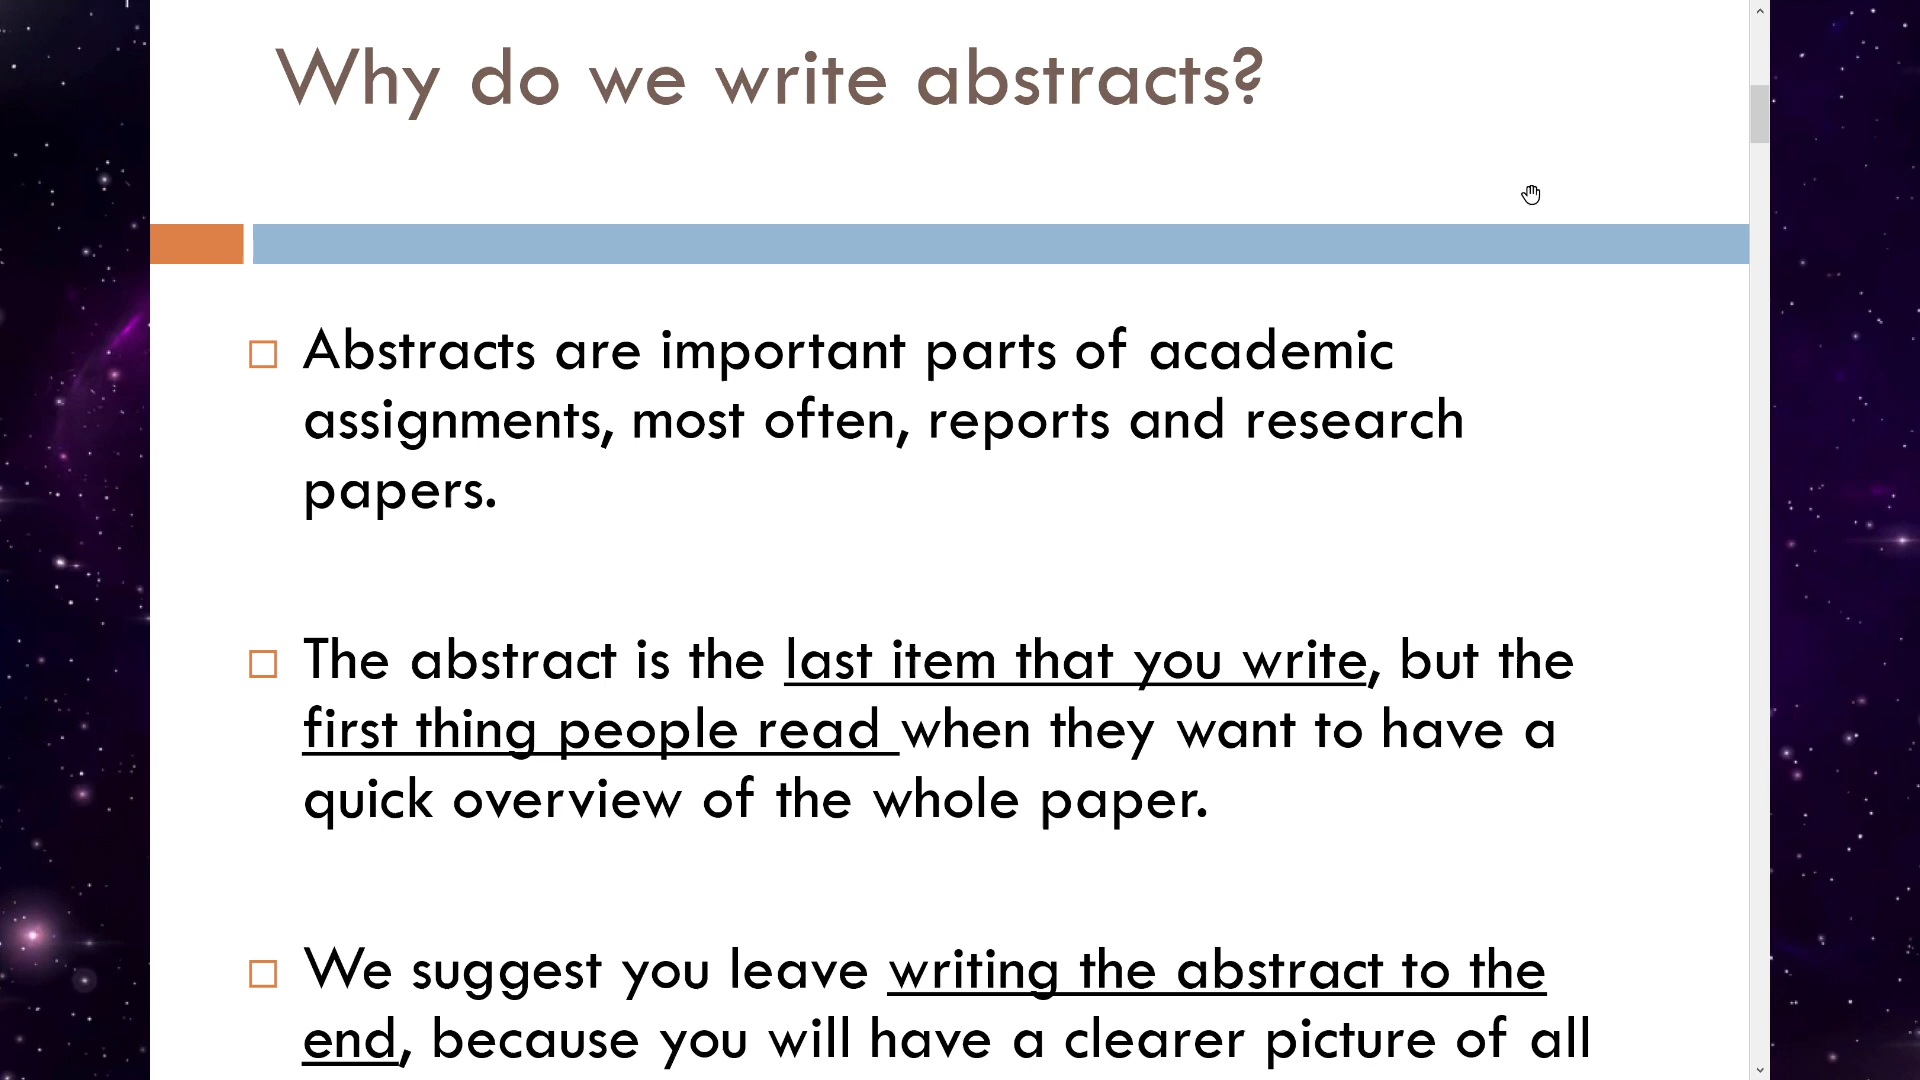 Why do we write abstracts?
Abstracts are important parts of academic
assignments, most often, reports and research
papers.
The abstract is the last item that you write, but the
first thing people read when they want to have a
quick overview of the whole paper.
We suggest you leave writing the abstract to the
end, because you will have a clearer picture of all